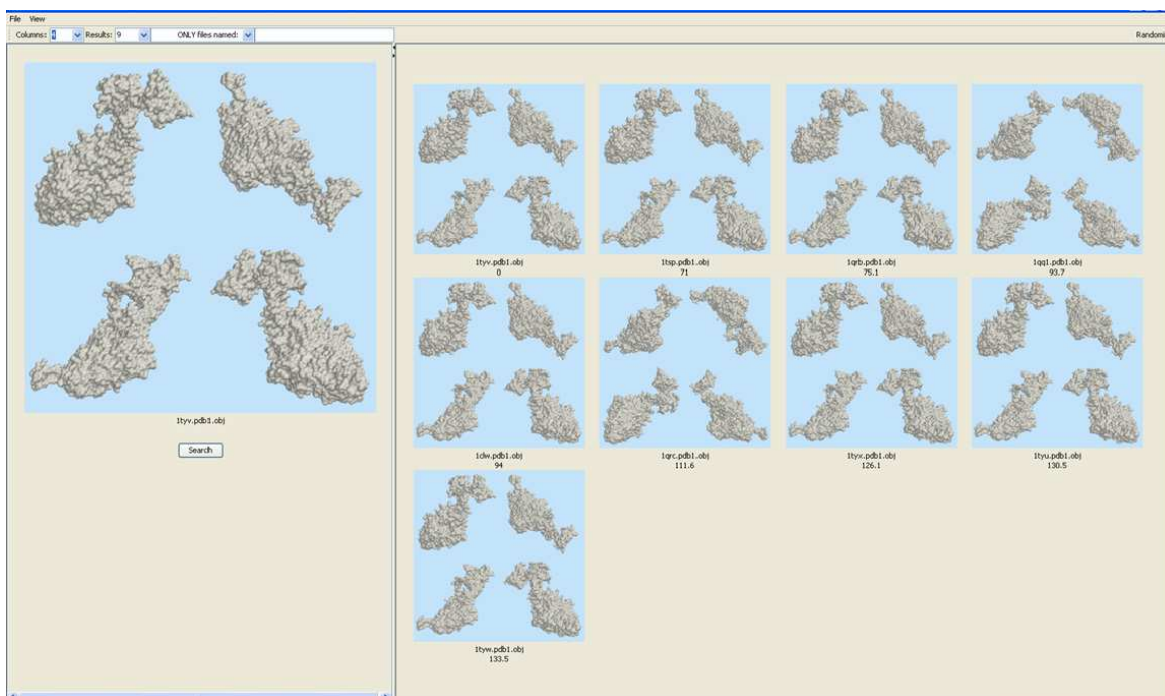 File View
Columns: 4 Results: 9 ONLY files named:
Randomi
1tyv.pdb1.obj
Search
1tyv.pdb1.obj 1tsp.pdb1.obj 1qrb.pdb1.obj 1qq1.pdb1.obj
0 71 75.1 93.7
1clw.pdb1.obj 1qrc.pdb1.obj 1tyx.pdb1.obj 1tyu.pdb1.obj
94 111.6 126.1 130.5
1tyw.pdb1.obj
133.5